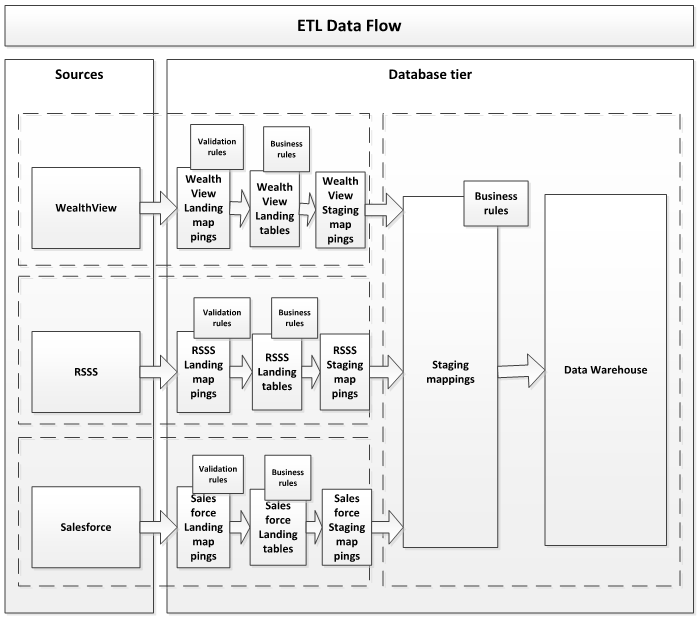 ETL Data Flow
Sources
Database tier
Validation
rules
Business
rules
WealthView
Wealth
View
Landing
map
pings
Wealth
View
Landing
tables
Wealth
View
Staging
map
pings
Business
rules
Validation
rules
Business
rules
RSSS
RSSS
Landing
map
pings
RSSS
Landing
tables
RSSS
Staging
map
pings
Staging
mappings
Data Warehouse
Validation
rules
Business
rules
Salesforce
Sales
force
Landing
map
pings
Sales
force
Landing
tables
Sales
force
Staging
map
pings